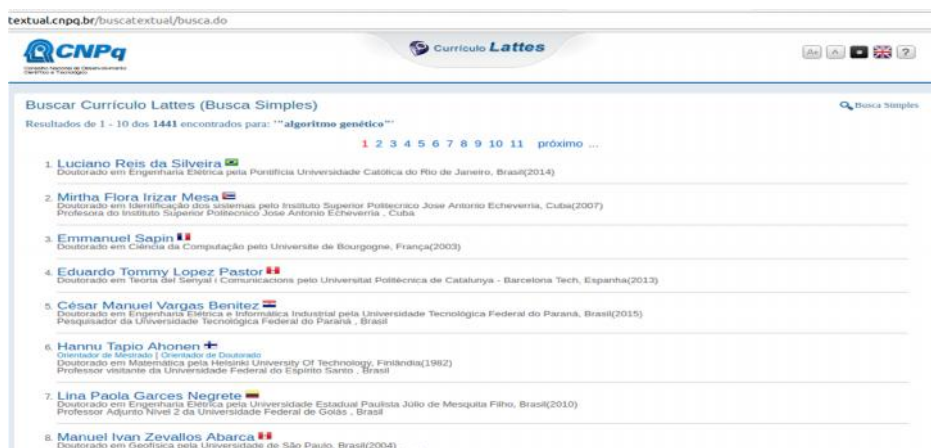 textual.cnpq.br/buscatextual/busca.do
CNPq
Conselho Nacional de Desenvolvimento
Científico e Tecnológico
Currículo Lattes
A+ A ?
Buscar Currículo Lattes (Busca Simples)
Busca Simples
Resultados de 1 - 10 dos 1441 encontrados para: '"algoritmo genético"'
1 2 3 4 5 6 7 8 9 10 11 próximo ...
1. Luciano Reis da Silveira
Doutorado em Engenharia Elétrica pela Pontifícia Universidade Católica do Rio de Janeiro, Brasil(2014)
2. Mirtha Flora Irizar Mesa
Doutorado em Identificação dos sistemas pelo Instituto Superior Politecnico Jose Antonio Echeverria, Cuba(2007)
Professora do Instituto Superior Politecnico Jose Antonio Echeverria , Cuba
3. Emmanuel Sapin
Doutorado em Ciência da Computação pelo Universite de Bourgogne, França(2003)
4. Eduardo Tommy Lopez Pastor
Doutorado em Teoria del Senyal i Comunicacions pelo Universitat Politécnica de Catalunya - Barcelona Tech, Espanha(2013)
5. César Manuel Vargas Benitez
Doutorado em Engenharia Elétrica e Informática Industrial pela Universidade Tecnológica Federal do Paraná, Brasil(2015)
Pesquisador da Universidade Tecnológica Federal do Paraná , Brasil
6. Hannu Tapio Ahonen
Orientador de Mestrado | Orientador de Doutorado
Doutorado em Matemática pela Helsinki University Of Technology, Finlândia(1982)
Professor visitante da Universidade Federal do Espírito Santo , Brasil
7. Lina Paola Garces Negrete
Doutorado em Engenharia Elétrica pela Universidade Estadual Paulista Júlio de Mesquita Filho, Brasil(2010)
Professor Adjunto Nivel 2 da Universidade Federal de Goiás , Brasil
8. Manuel Ivan Zevallos Abarca
Doutorado em Geofísica pela Universidade de São Paulo, Brasil(2004)